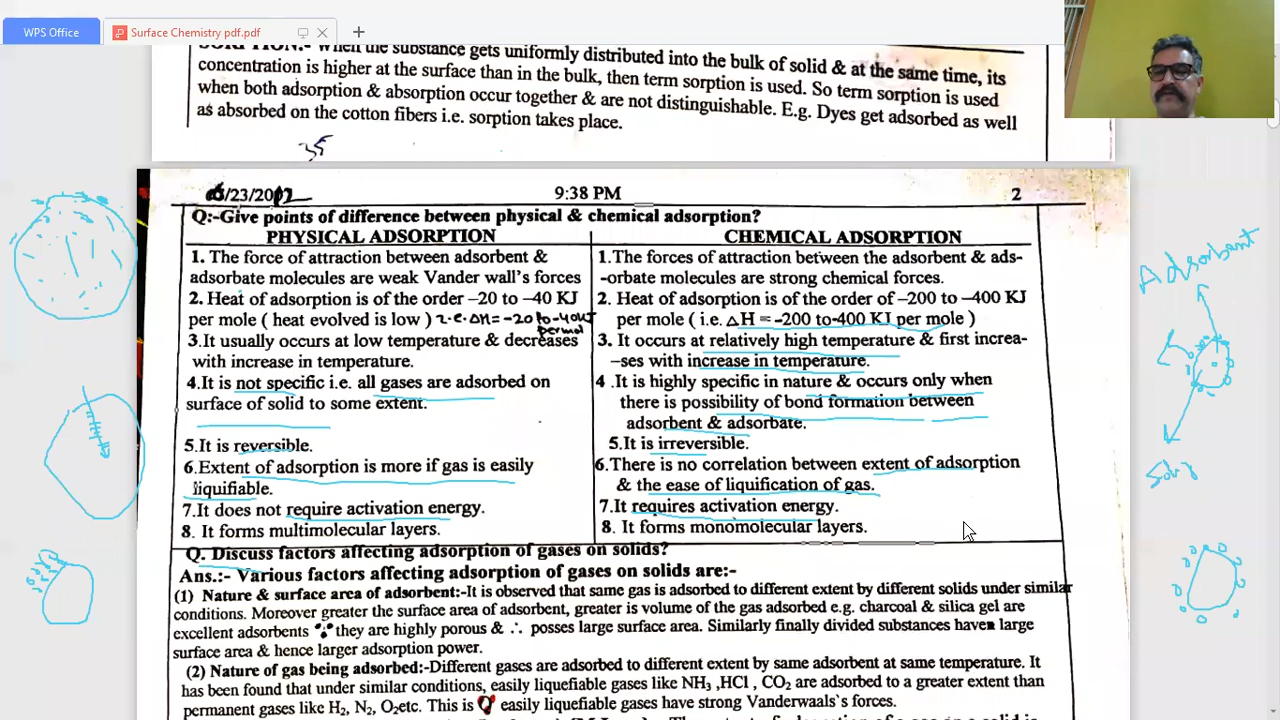 WPS Office
Surface Chemistry pdf.pdf
SORPTION:- When the substance gets uniformly distributed into the bulk of solid & at the same time, its
concentration is higher at the surface than in the bulk, then term sorption is used. So term sorption is used
when both adsorption & absorption occur together & are not distinguishable. E.g. Dyes get adsorbed as well
as absorbed on the cotton fibers i.e. sorption takes place.
35
9:38 PM
2
Q:-Give points of difference between physical & chemical adsorption?
PHYSICAL ADSORPTION
1. The force of attraction between adsorbent &
adsorbate molecules are weak Vander wall's forces
2. Heat of adsorption is of the order –20 to –40 KJ
per mole ( heat evolved is low ) i.e. △H = -20 to -40KJ
permol
3.It usually occurs at low temperature & decreases
with increase in temperature.
4.It is not specific i.e. all gases are adsorbed on
surface of solid to some extent.
5.It is reversible.
6.Extent of adsorption is more if gas is easily
liquifiable.
7.It does not require activation energy.
8. It forms multimolecular layers.
CHEMICAL ADSORPTION
1.The forces of attraction between the adsorbent & ads-
-orbate molecules are strong chemical forces.
2. Heat of adsorption is of the order of –200 to –400 KJ
per mole ( i.e. △H = -200 to-400 KJ per mole )
3. It occurs at relatively high temperature & first increa-
–ses with increase in temperature.
4 .It is highly specific in nature & occurs only when
there is possibility of bond formation between
adsorbent & adsorbate.
5.It is irreversible.
6.There is no correlation between extent of adsorption
& the ease of liquification of gas.
7.It requires activation energy.
8. It forms monomolecular layers.
Adsorbent
Q. Discuss factors affecting adsorption of gases on solids?
Ans.:- Various factors affecting adsorption of gases on solids are:-
(1) Nature & surface area of adsorbent:-It is observed that same gas is adsorbed to different extent by different solids under similar
conditions. Moreover greater the surface area of adsorbent, greater is volume of the gas adsorbed e.g. charcoal & silica gel are
excellent adsorbents ∵ they are highly porous & ∴ posses large surface area. Similarly finally divided substances have large
surface area & hence larger adsorption power.
(2) Nature of gas being adsorbed:-Different gases are adsorbed to different extent by same adsorbent at same temperature. It
has been found that under similar conditions, easily liquefiable gases like NH3 ,HCl , CO2 are adsorbed to a greater extent than
permanent gases like H2, N2, O2etc. This is easily liquefiable gases have strong Vanderwaals`s forces.